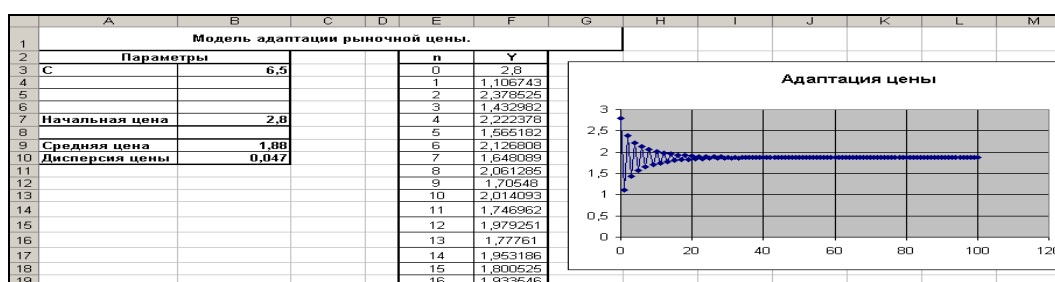 A B C D E F G H I J K L M
1 Модель адаптации рыночной цены.
2 Параметры n Y
3 C 6,5 0 2,8
4 1 1,106743
5 2 2,378525
6 3 1,432982
7 Начальная цена 2,8 4 2,222378
8 5 1,565182
9 Средняя цена 1,88 6 2,126808
10 Дисперсия цены 0,047 7 1,648089
11 8 2,061285
12 9 1,70548
13 10 2,014093
14 11 1,746962
15 12 1,979251
16 13 1,77761
17 14 1,953186
18 15 1,800525
19 16 1,933546
Адаптация цены
3
2,5
2
1,5
1
0,5
0
0 20 40 60 80 100 120